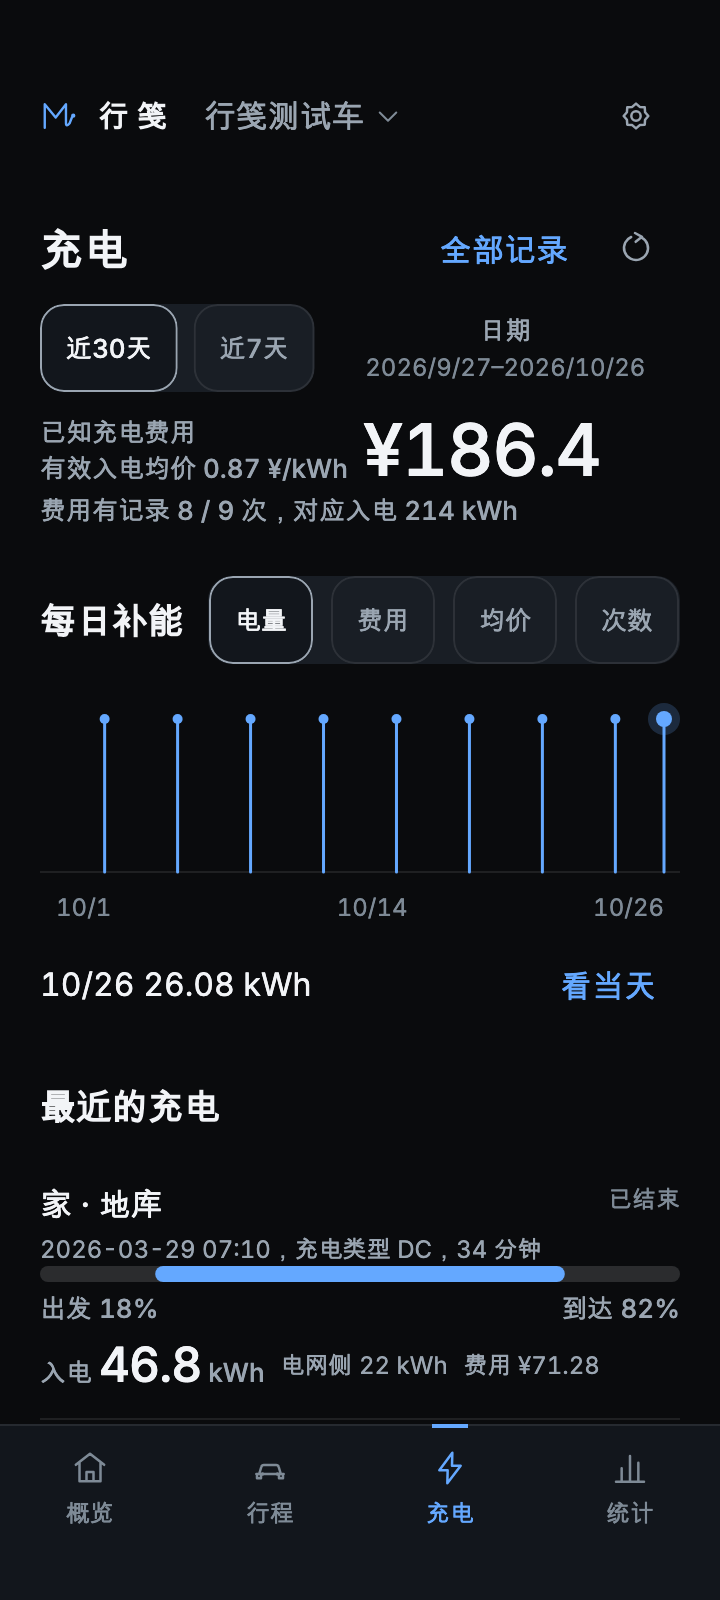 行笺 行笺测试车
充电 全部记录
近30天 近7天 日期
2026/9/27–2026/10/26
已知充电费用
有效入电均价 0.87 ¥/kWh ¥186.4
费用有记录 8 / 9 次，对应入电 214 kWh
每日补能 电量 费用 均价 次数
10/1 10/14 10/26
10/26 26.08 kWh 看当天
最近的充电
家 · 地库 已结束
2026-03-29 07:10，充电类型 DC，34 分钟
出发 18% 到达 82%
入电 46.8 kWh 电网侧 22 kWh 费用 ¥71.28
概览 行程 充电 统计